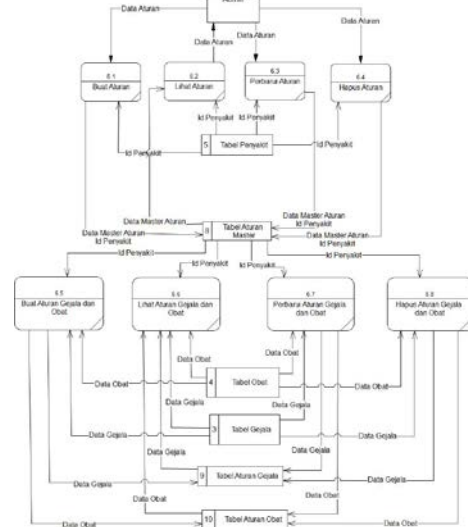 Data Aturan
Data Aturan
Data Aturan
Data Aturan
6.1
Buat Aturan
6.2
Lihat Aturan
6.3
Perbarui Aturan
6.4
Hapus Aturan
Id Penyakit
Id Penyakit
Id Penyakit
Id Penyakit
5
Tabel Penyakit
Data Master Aturan
Data Master Aturan
Id Penyakit
Data Master Aturan
Id Penyakit
Data Master Aturan
Id Penyakit
8
Tabel Aturan
Master
Id Penyakit
Id Penyakit
Id Penyakit
Id Penyakit
6.5
Buat Aturan Gejala dan
Obat
6.6
Lihat Aturan Gejala dan
Obat
6.7
Perbarui Aturan Gejala
dan Obat
6.8
Hapus Aturan Gejala
dan Obat
Data Obat
Data Obat
Data Obat
Data Obat
4
Tabel Obat
Data Gejala
Data Gejala
3
Tabel Gejala
Data Gejala
Data Gejala
Data Gejala
Data Gejala
9
Tabel Aturan Gejala
Data Gejala
Data Gejala
Data Obat
Data Obat
10
Tabel Aturan Obat
Data Obat
Data Obat